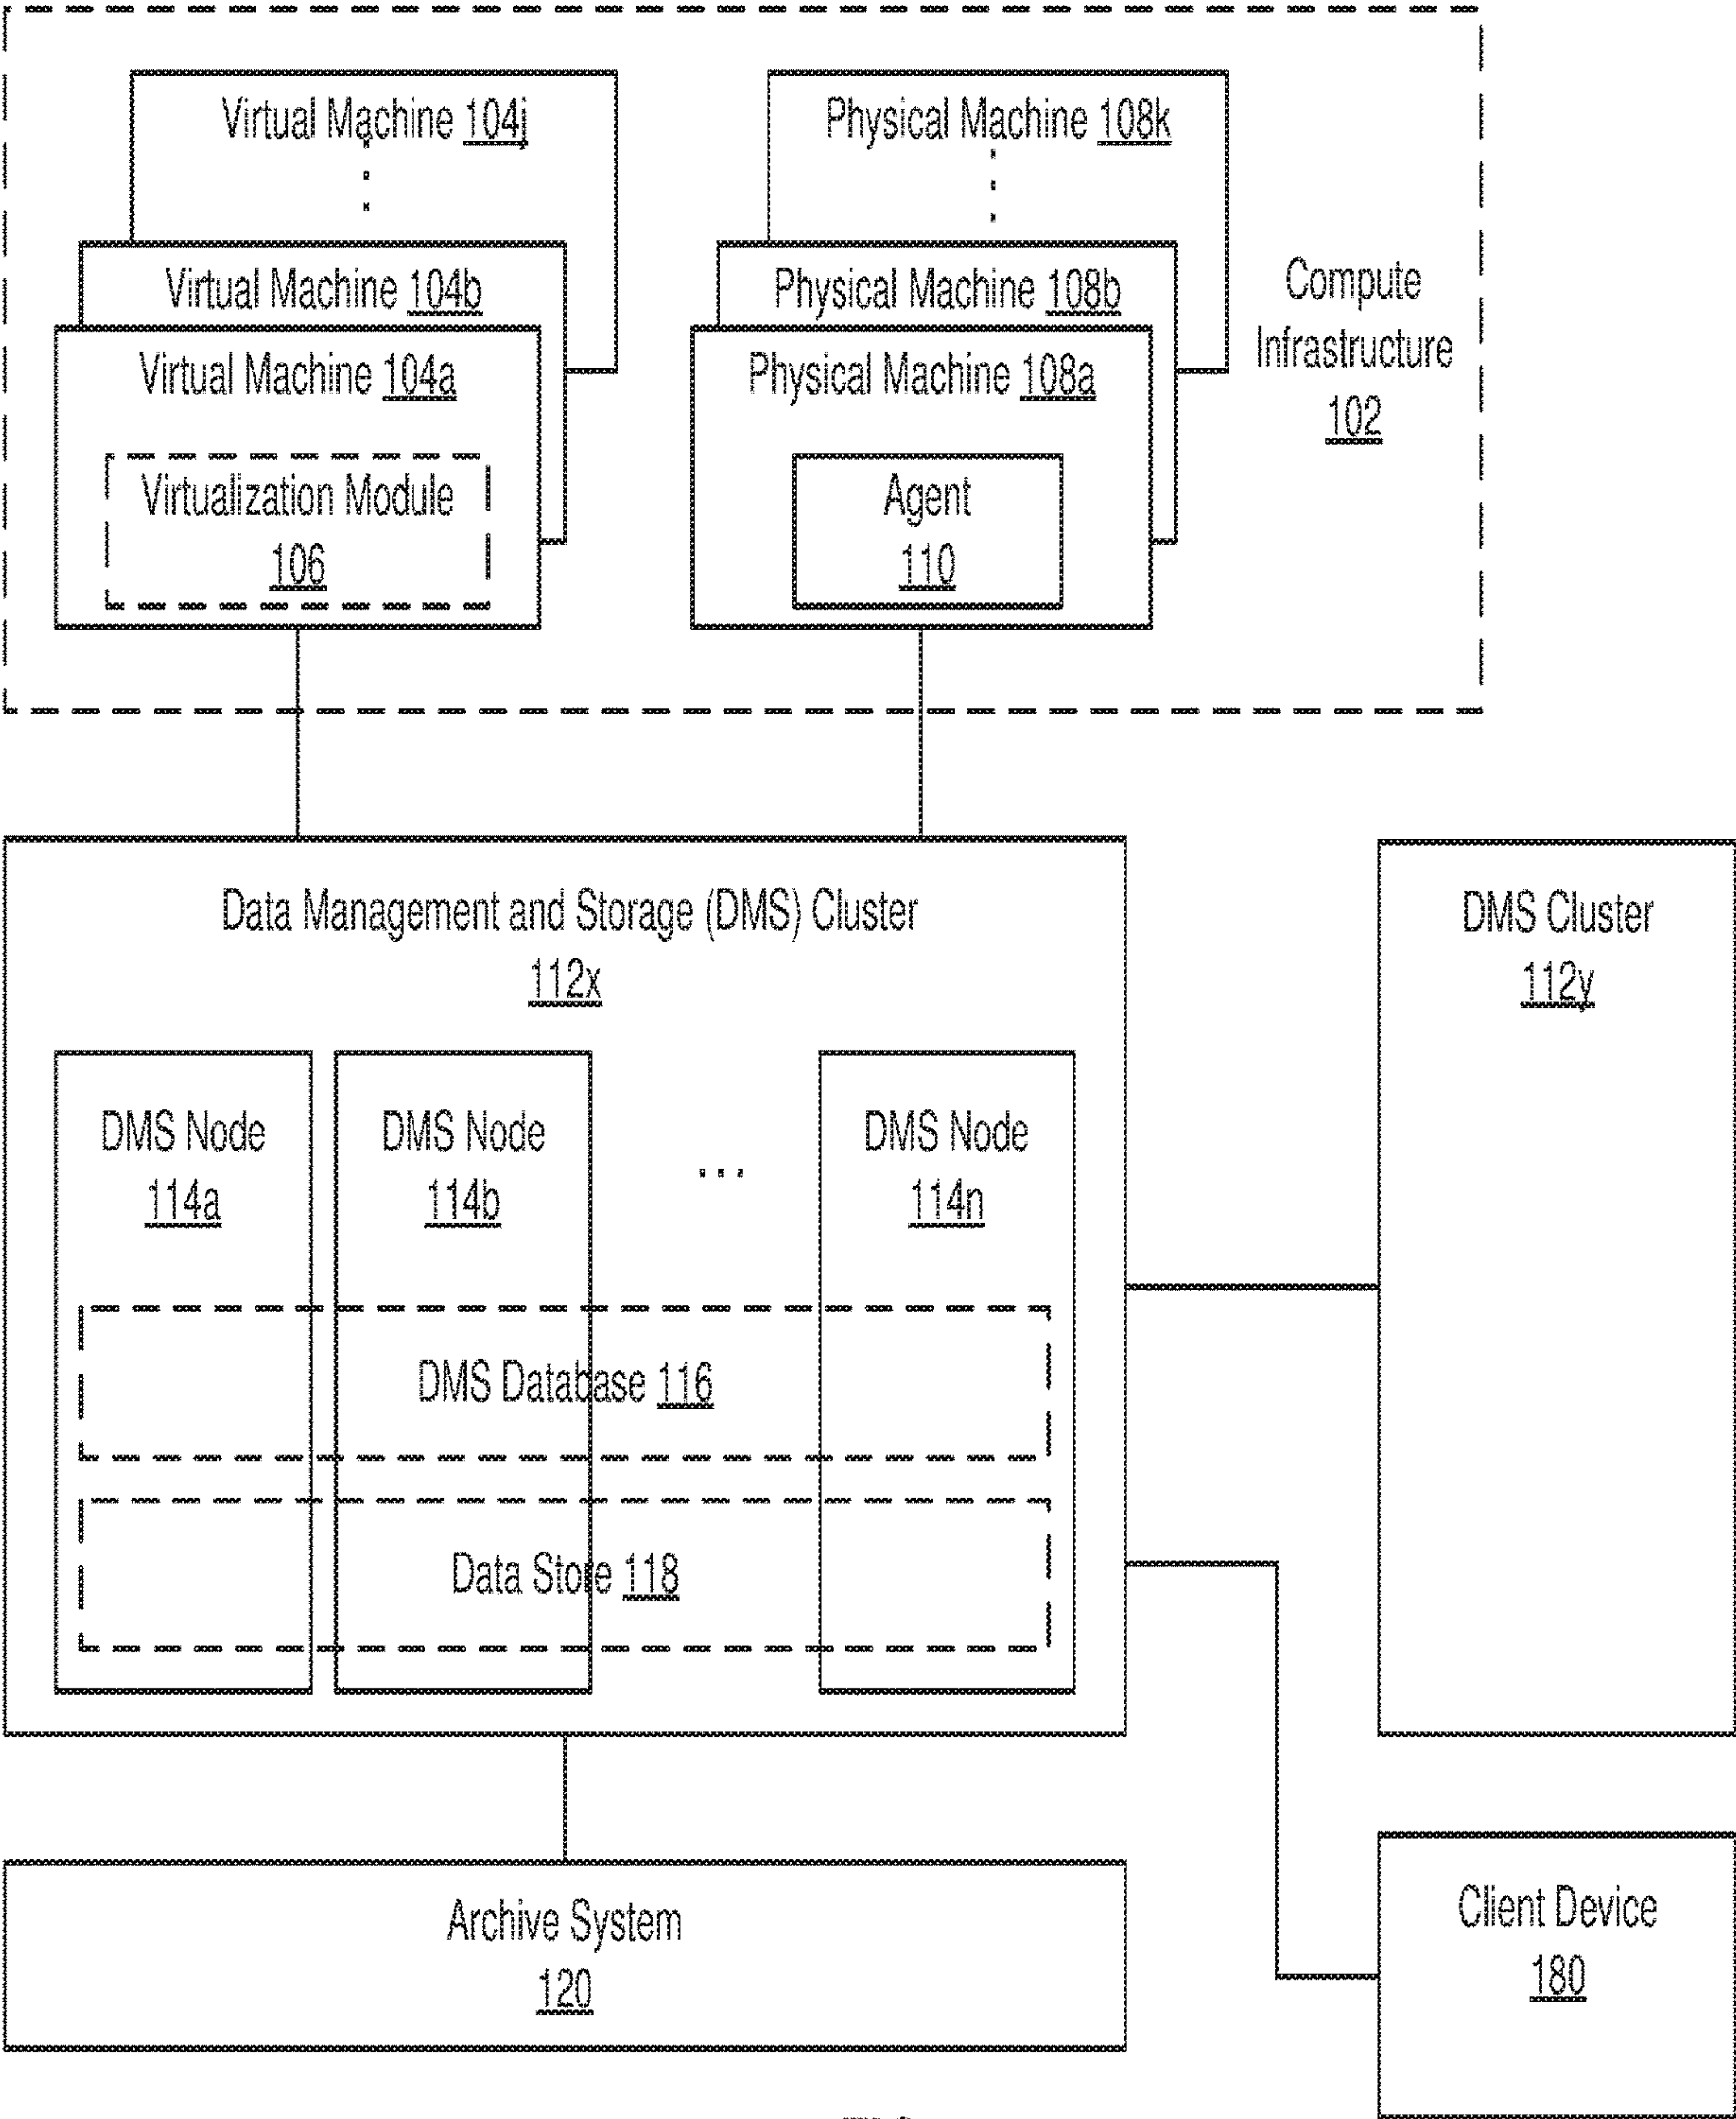 Virtual Machine 104j
Physical Machine 108k
Virtual Machine 104b
Physical Machine 108b
Compute
Infrastructure
102
Virtual Machine 104a
Physical Machine 108a
Virtualization Module
106
Agent
110
Data Management and Storage (DMS) Cluster
112x
DMS Cluster
112y
DMS Node
114a
DMS Node
114b
...
DMS Node
114n
DMS Database 116
Data Store 118
Archive System
120
Client Device
180